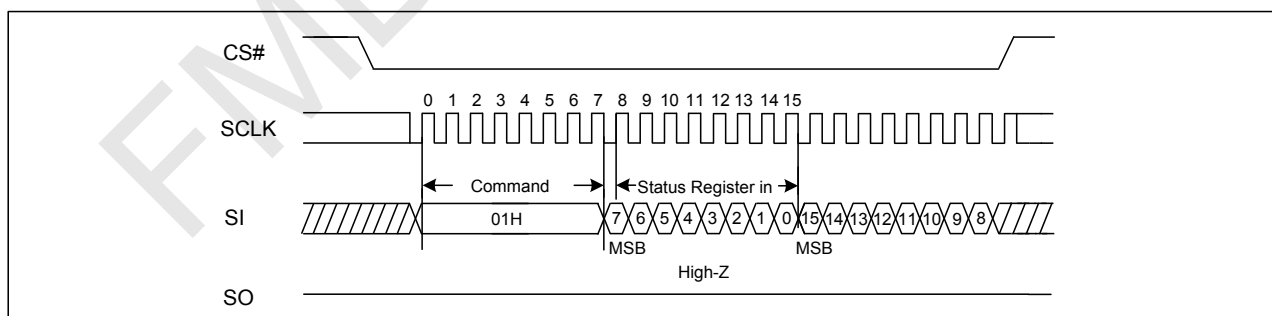 CS#
0 1 2 3 4 5 6 7 8 9 10 11 12 13 14 15
SCLK
Command Status Register in
SI 01H 7 6 5 4 3 2 1 0 15 14 13 12 11 10 9 8
MSB MSB
High-Z
SO